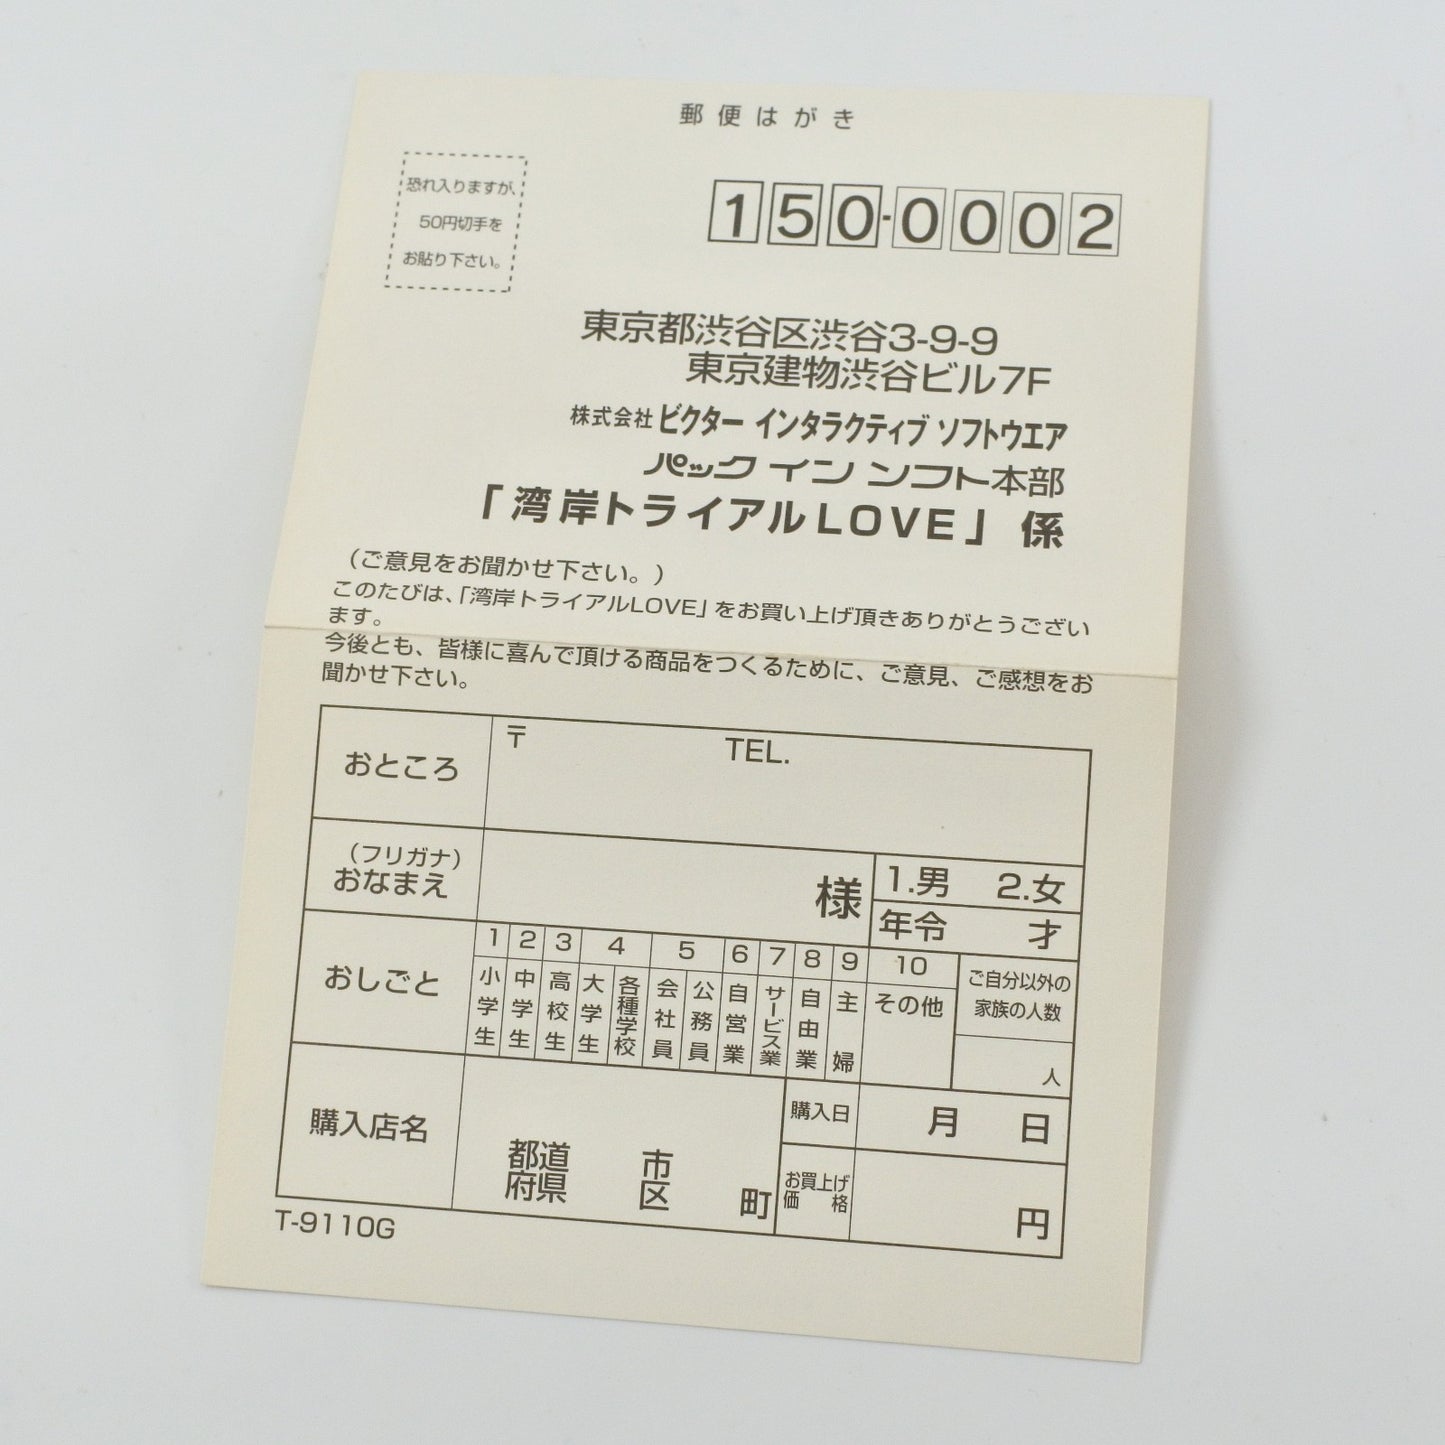 郵便はがき
恐れ入りますが、
50円切手を
お貼り下さい。
150-0002
東京都渋谷区渋谷3-9-9
東京建物渋谷ビル7F
株式会社 ビクター インタラクティブ ソフトウエア
パック イン ソフト本部
「湾岸トライアルLOVE」係
（ご意見をお聞かせ下さい。）
このたびは、「湾岸トライアルLOVE」をお買い上げ頂きありがとうござい
ます。
今後とも、皆様に喜んで頂ける商品をつくるために、ご意見、ご感想をお
聞かせ下さい。
おところ
〒 TEL.
（フリガナ）
おなまえ
様
1.男 2.女
年令 才
おしごと
1 2 3 4 5 6 7 8 9 10
小学生
中学生
高校生
大学生
各種学校
会社員
公務員
自営業
サービス業
自由業
主婦
その他
ご自分以外の
家族の人数
人
購入店名
都道
府県
市
区
町
購入日
月 日
お買上げ
価格
円
T-9110G